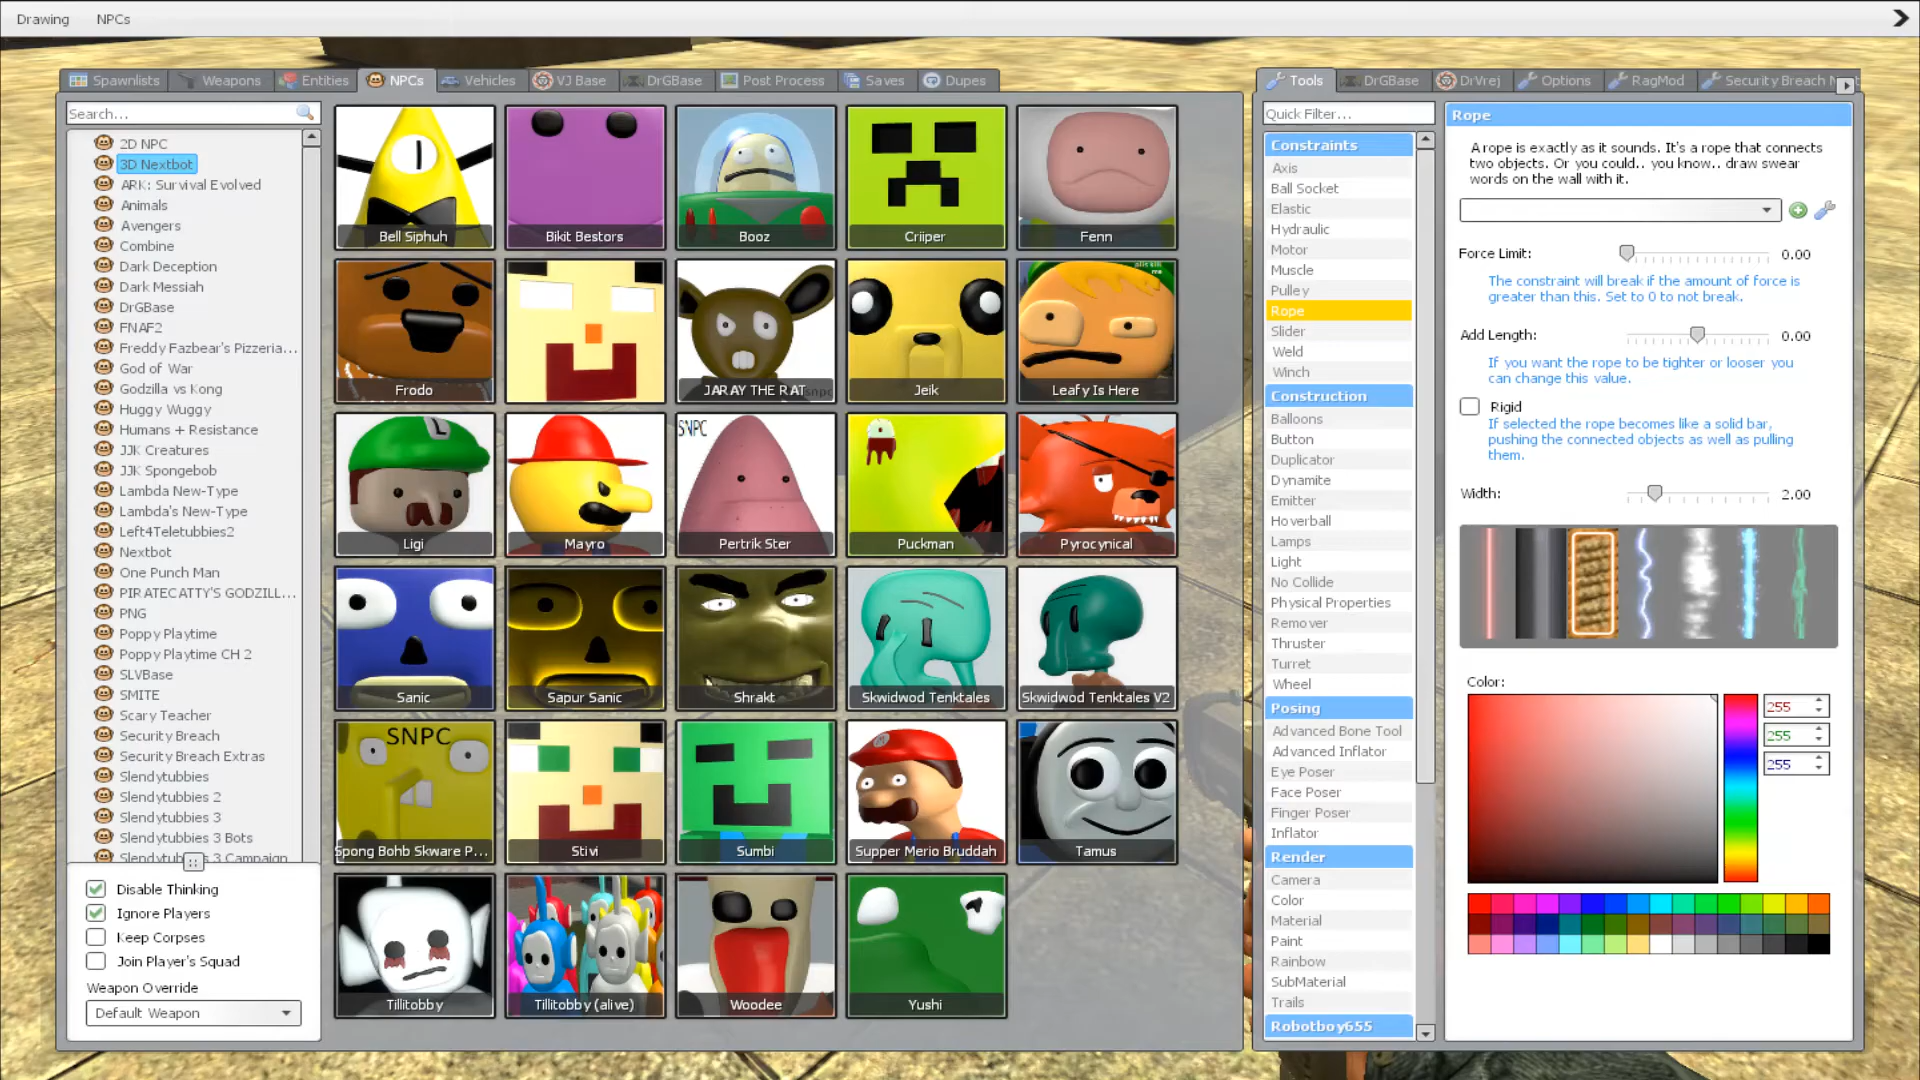 Drawing NPCs
Spawnlists Weapons Entities NPCs Vehicles VJ Base DrGBase Post Process Saves Dupes
Search...
2D NPC
3D Nextbot
ARK: Survival Evolved
Animals
Avengers
Combine
Dark Deception
Dark Messiah
DrGBase
FNAF2
Freddy Fazbear's Pizzeria...
God of War
Godzilla vs Kong
Huggy Wuggy
Humans + Resistance
JJK Creatures
JJK Spongebob
Lambda New-Type
Lambda's New-Type
Left4Teletubbies2
Nextbot
One Punch Man
PIRATECATTY'S GODZILL...
PNG
Poppy Playtime
Poppy Playtime CH 2
SLVBase
SMITE
Scary Teacher
Security Breach
Security Breach Extras
Slendytubbies
Slendytubbies 2
Slendytubbies 3
Slendytubbies 3 Bots
Slendytubbies 3 Campaign
Disable Thinking
Ignore Players
Keep Corpses
Join Player's Squad
Weapon Override
Default Weapon
Bell Siphuh Bikit Bestors Booz Criiper Fenn
Frodo JARAY THE RAT Jeik Leafy Is Here
SNPC
Ligi Mayro Pertrik Ster Puckman Pyrocynical
Sanic Sapur Sanic Shrakt Skwidwod Tenktales Skwidwod Tenktales V2
SNPC
Spong Bohb Skware P... Stivi Sumbi Supper Merio Bruddah Tamus
Tillitobby Tillitobby (alive) Woodee Yushi
Tools DrGBase DrVrej Options RagMod Security Breach
Quick Filter...
Constraints
Axis
Ball Socket
Elastic
Hydraulic
Motor
Muscle
Pulley
Rope
Slider
Weld
Winch
Construction
Balloons
Button
Duplicator
Dynamite
Emitter
Hoverball
Lamps
Light
No Collide
Physical Properties
Remover
Thruster
Turret
Wheel
Posing
Advanced Bone Tool
Advanced Inflator
Eye Poser
Face Poser
Finger Poser
Inflator
Render
Camera
Color
Material
Paint
Rainbow
SubMaterial
Trails
Robotboy655
Rope
A rope is exactly as it sounds. It's a rope that connects
two objects. Or you could.. you know.. draw swear
words on the wall with it.
Force Limit: 0.00
The constraint will break if the amount of force is
greater than this. Set to 0 to not break.
Add Length: 0.00
If you want the rope to be tighter or looser you
can change this value.
Rigid
If selected the rope becomes like a solid bar,
pushing the connected objects as well as pulling
them.
Width: 2.00
Color:
255
255
255